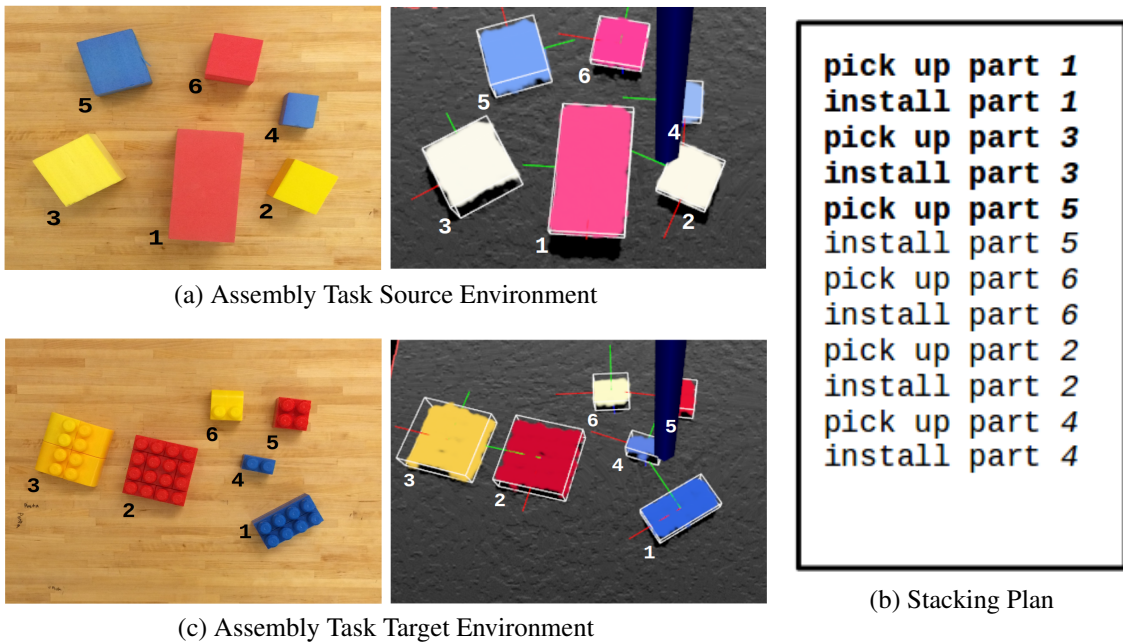 5
6
4
3
1
2
6
5
4
3
1
2
(a) Assembly Task Source Environment
6
5
4
3
2
1
6
5
4
3
2
1
(c) Assembly Task Target Environment
pick up part 1
install part 1
pick up part 3
install part 3
pick up part 5
install part 5
pick up part 6
install part 6
pick up part 2
install part 2
pick up part 4
install part 4
(b) Stacking Plan